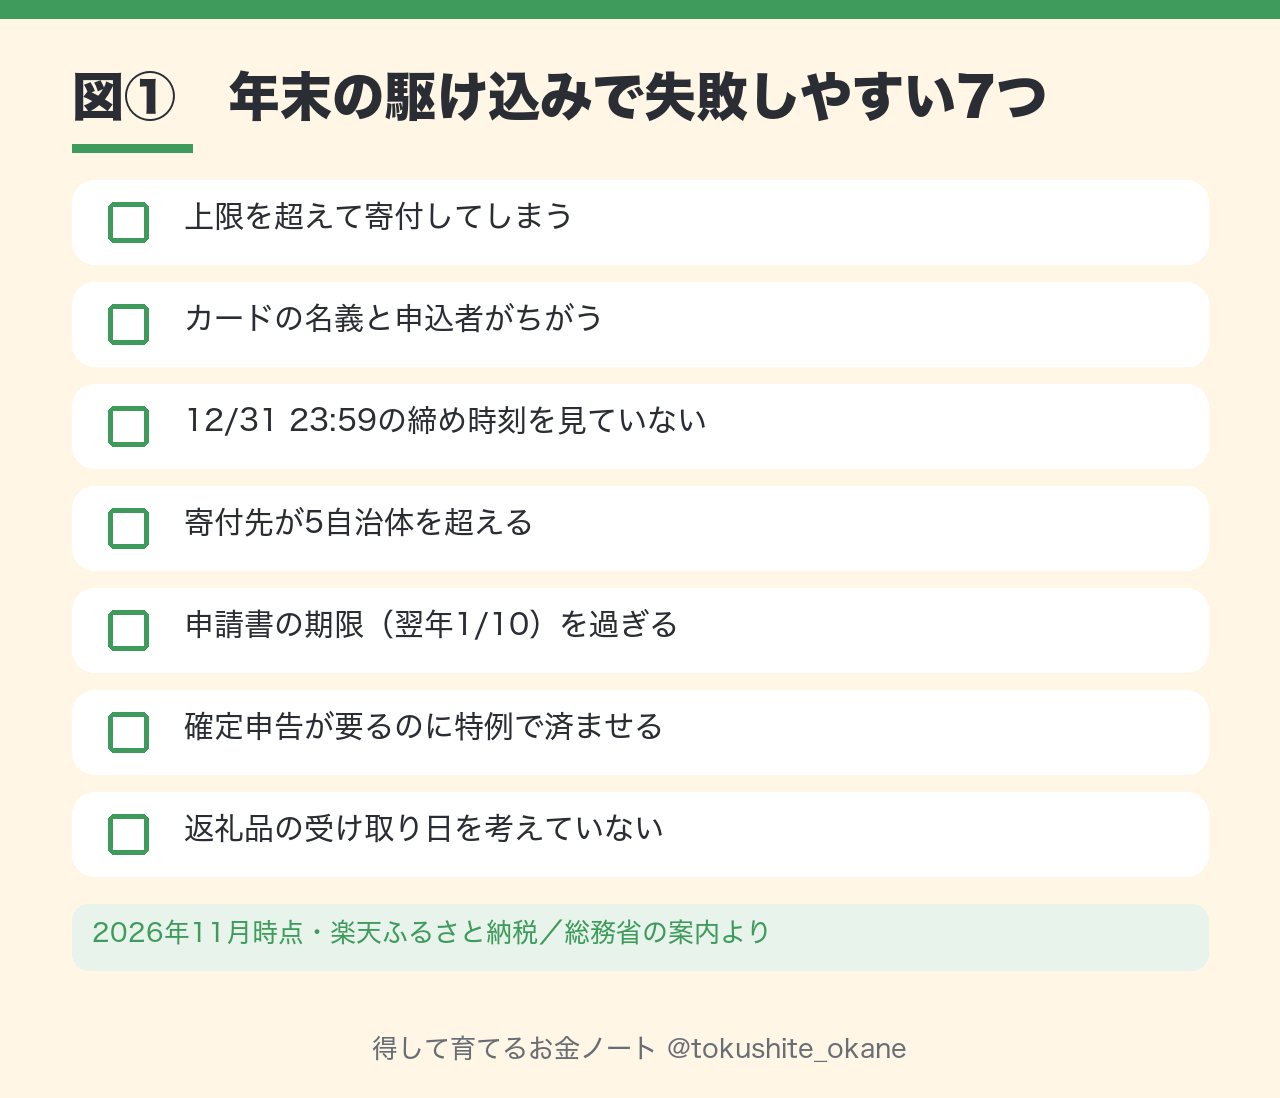 図①　年末の駆け込みで失敗しやすい7つ
上限を超えて寄付してしまう
カードの名義と申込者がちがう
12/31 23:59の締め時刻を見ていない
寄付先が5自治体を超える
申請書の期限（翌年1/10）を過ぎる
確定申告が要るのに特例で済ませる
返礼品の受け取り日を考えていない
2026年11月時点・楽天ふるさと納税／総務省の案内より
得して育てるお金ノート @tokushite_okane